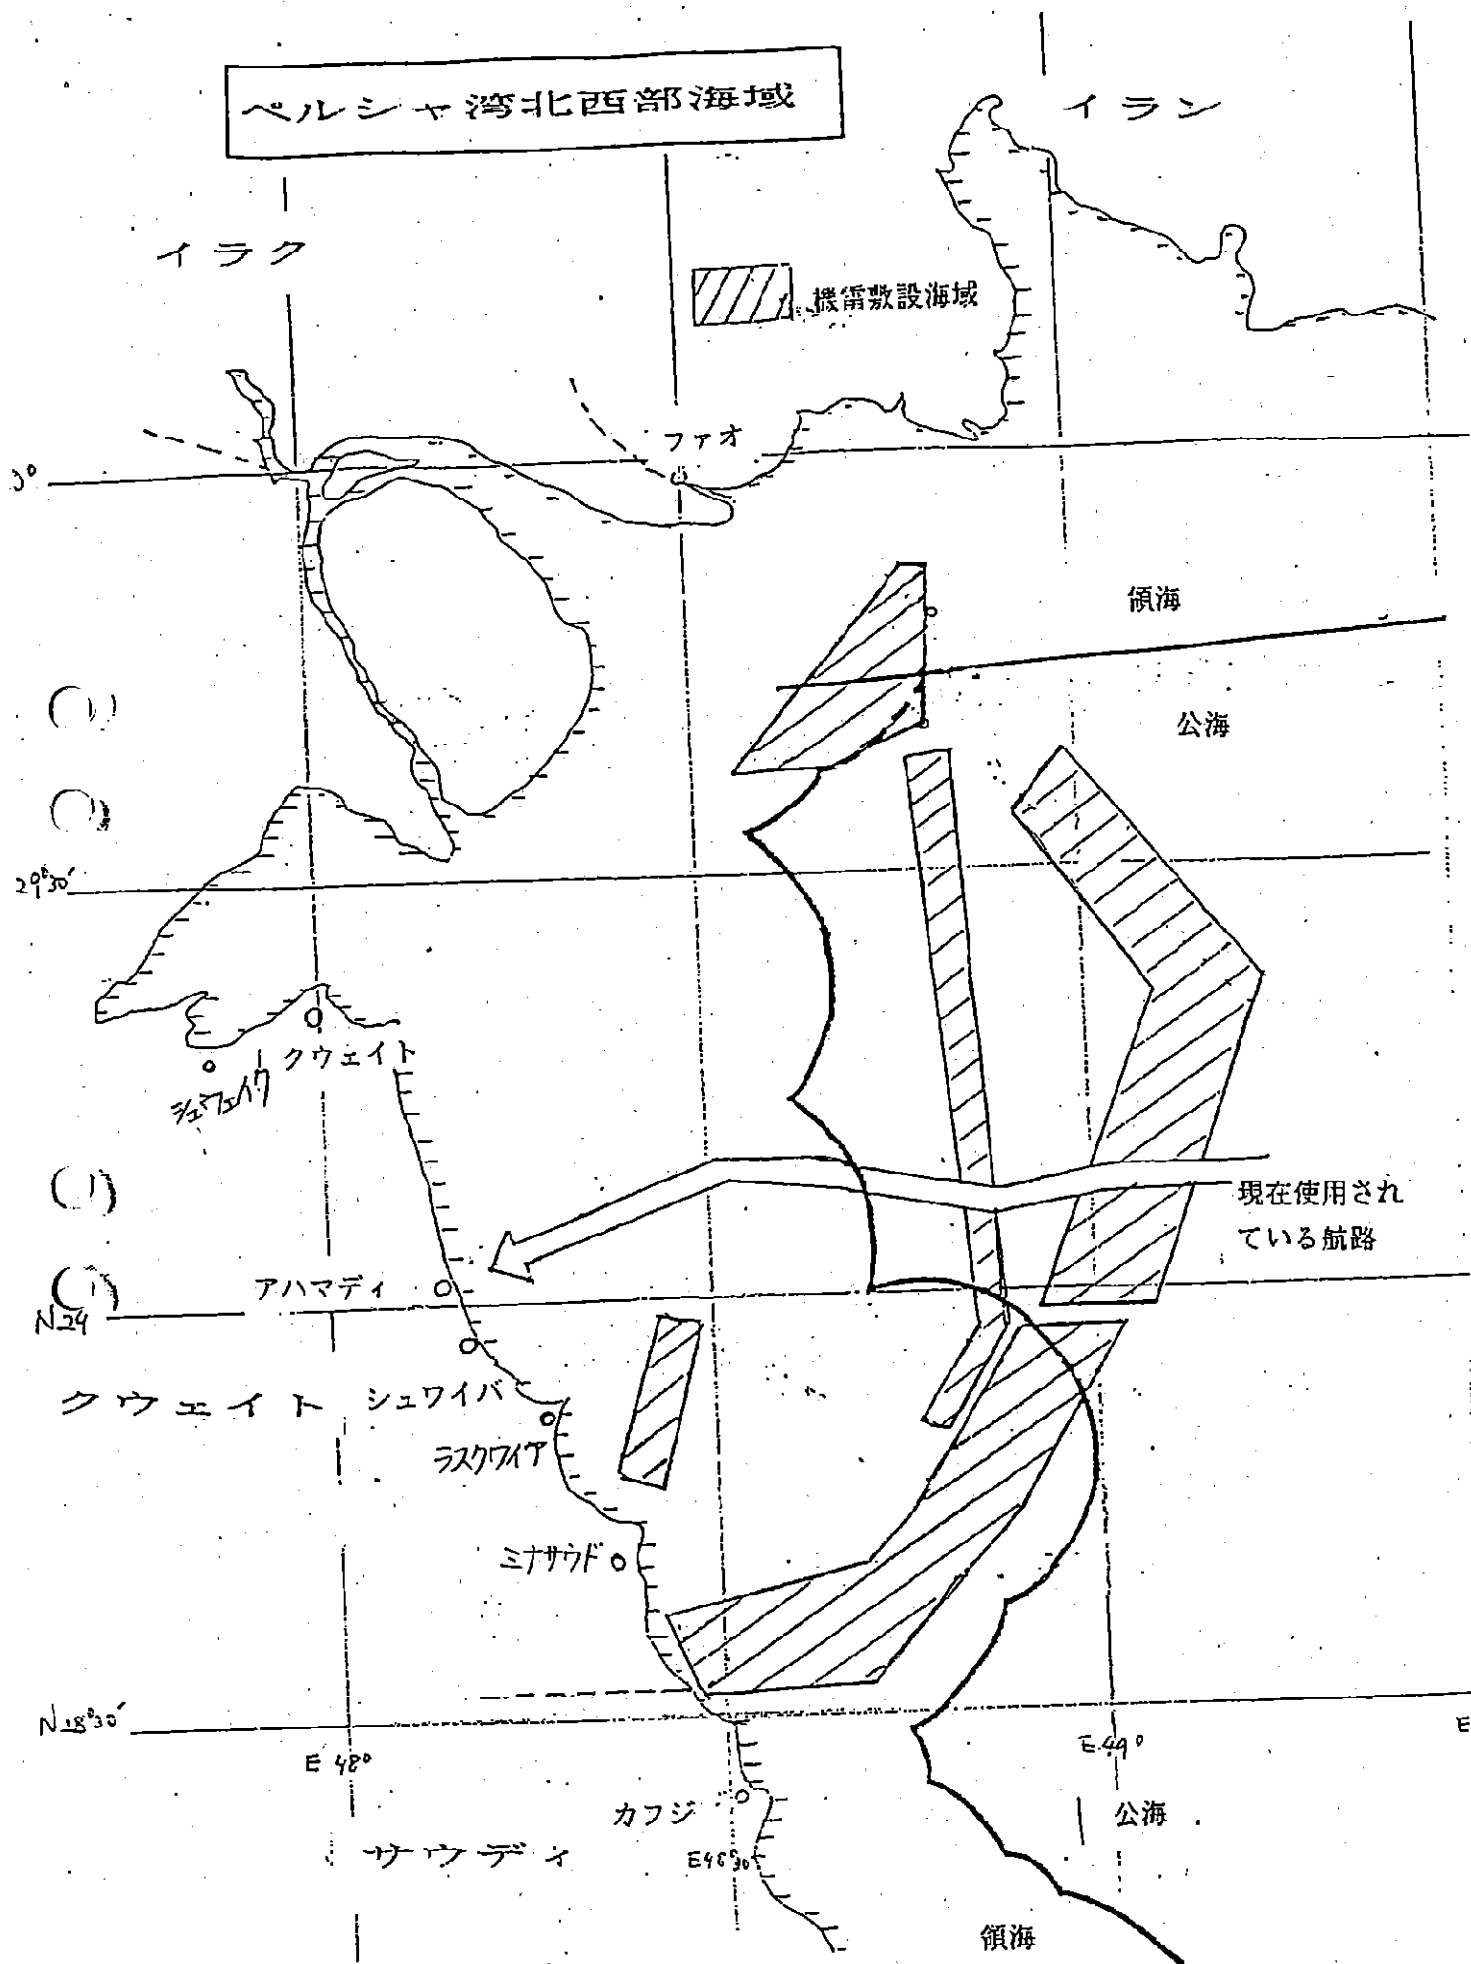 ペルシャ湾北西部海域
イラン
イラク
機雷敷設海域
ファオ
領海
公海
29°30′
クウェイト
シュウェイク
現在使用され
ている航路
アハマディ
N29
クウェイト
シュワイバ
ラスクワイア
ミナサウド
N28°30′
E 48°
E 49°
E
カフジ
公海
サウディ
E48°30′
領海